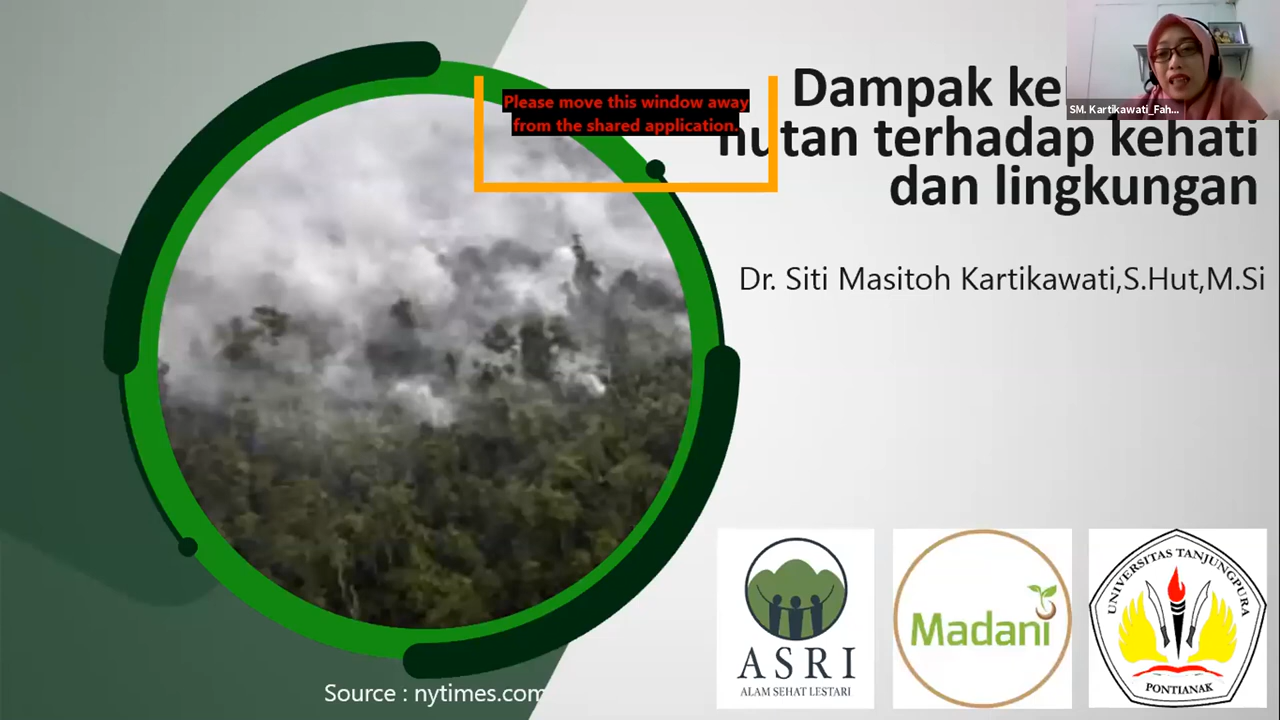 Dampak ke
hutan terhadap kehati
dan lingkungan
SM. Kartikawati_Fah...
Please move this window away
from the shared application.
Dr. Siti Masitoh Kartikawati,S.Hut,M.Si
ASRI
ALAM SEHAT LESTARI
Madani
UNIVERSITAS TANJUNGPURA
PONTIANAK
Source : nytimes.com